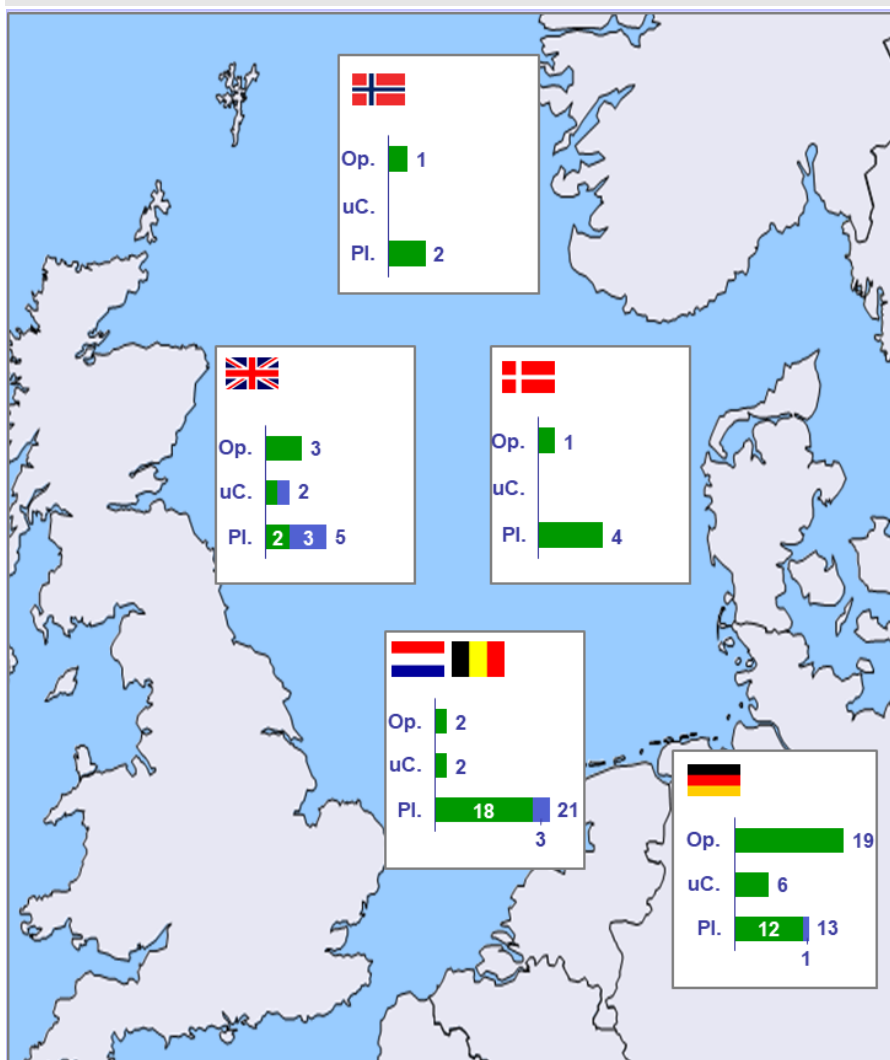 Op. 1
uC.
Pl. 2
Op. 3
uC. 2
Pl. 2 3 5
Op. 1
uC.
Pl. 4
Op. 2
uC. 2
Pl. 18 21
3
Op. 19
uC. 6
Pl. 12 13
1